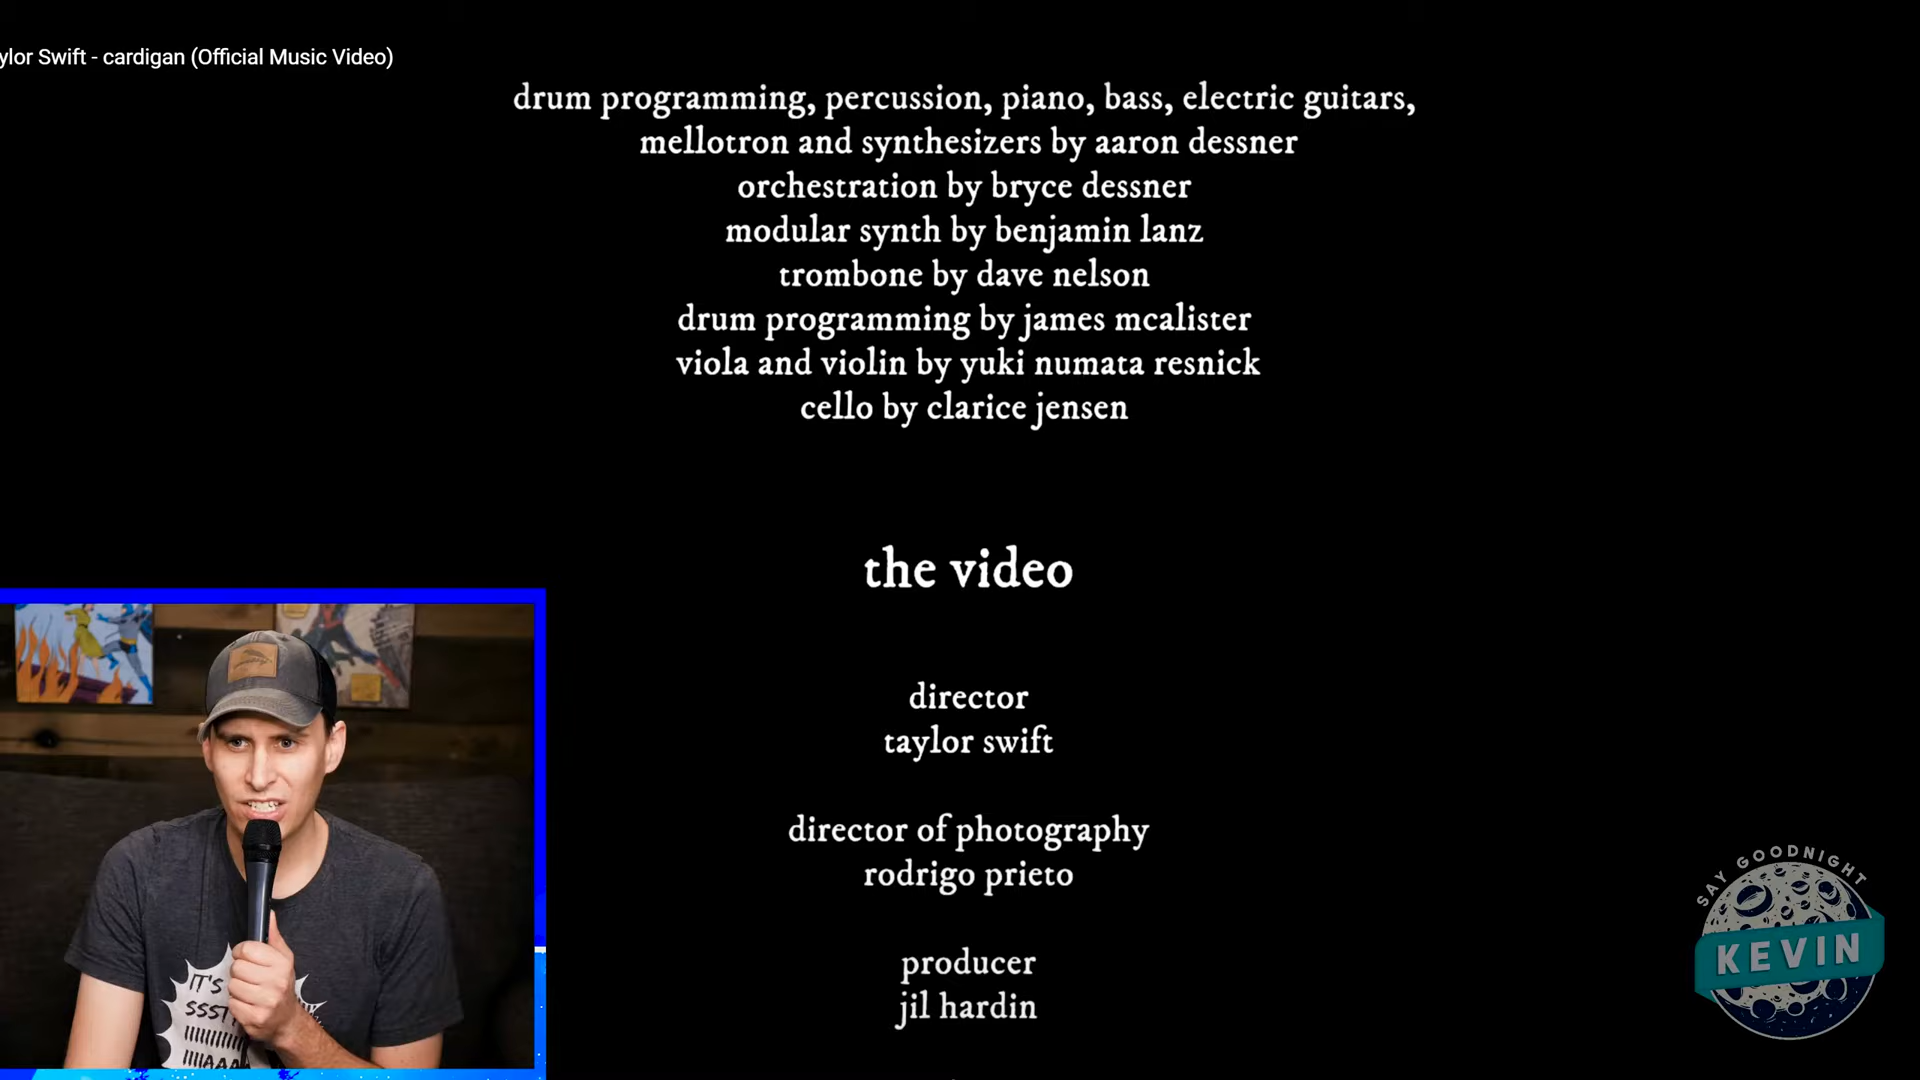 ylor Swift - cardigan (Official Music Video)
drum programming, percussion, piano, bass, electric guitars,
mellotron and synthesizers by aaron dessner
orchestration by bryce dessner
modular synth by benjamin lanz
trombone by dave nelson
drum programming by james mcalister
viola and violin by yuki numata resnick
cello by clarice jensen
the video
director
taylor swift
director of photography
rodrigo prieto
producer
jil hardin
IT'S
SAY GOODNIGHT
KEVIN